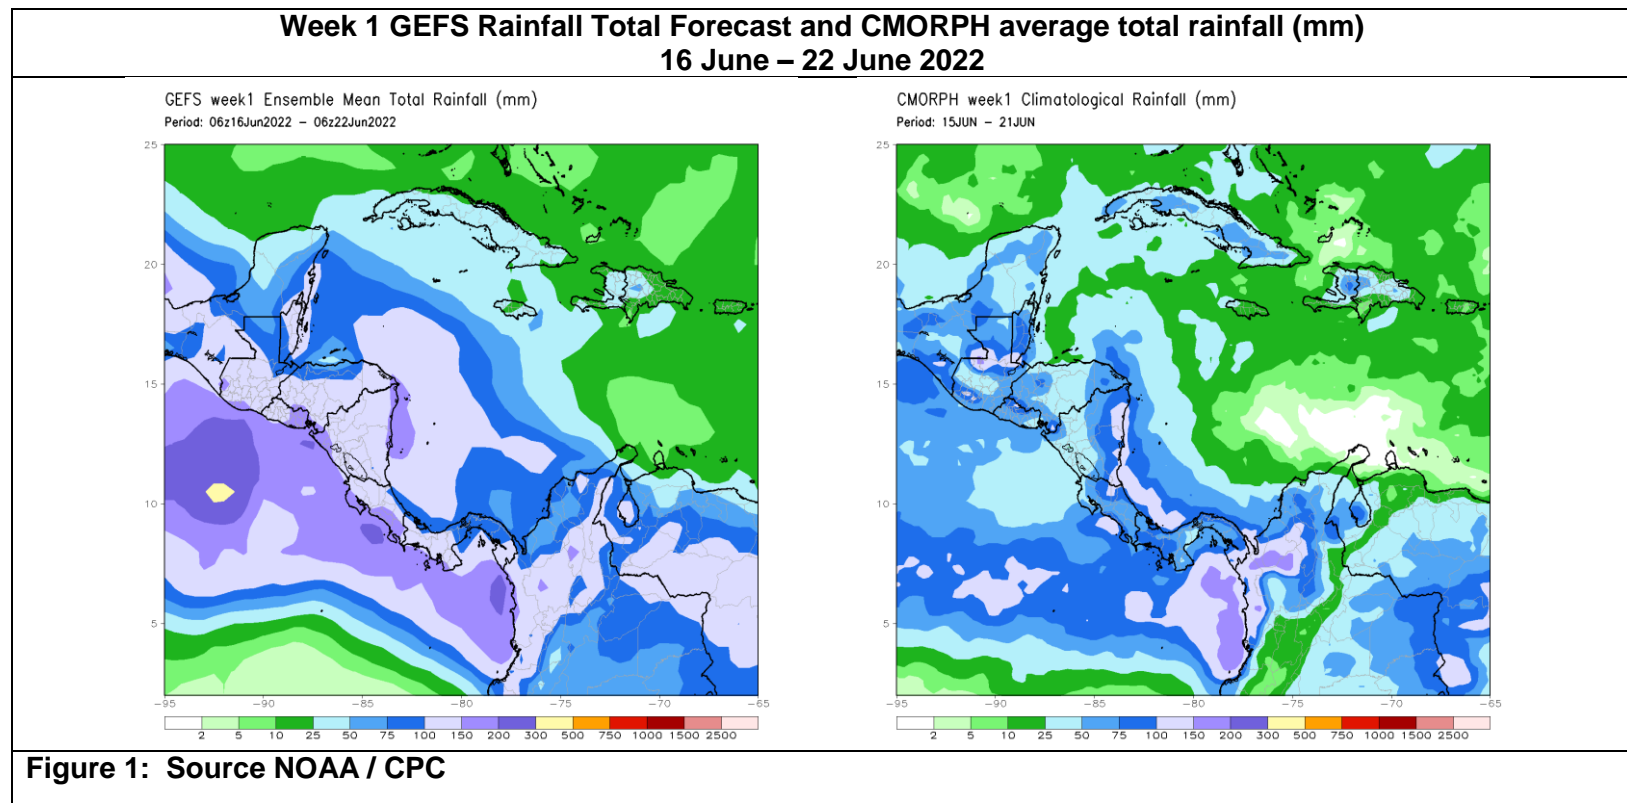 Week 1 GEFS Rainfall Total Forecast and CMORPH average total rainfall (mm)
16 June – 22 June 2022
GEFS week1 Ensemble Mean Total Rainfall (mm)
Period: 06z16Jun2022 – 06z22Jun2022
25
20
15
10
5
−95 −90 −85 −80 −75 −70 −65
2 5 10 25 50 75 100 150 200 300 500 750 1000 1500 2500
CMORPH week1 Climatological Rainfall (mm)
Period: 15JUN – 21JUN
25
20
15
10
5
−95 −90 −85 −80 −75 −70 −65
2 5 10 25 50 75 100 150 200 300 500 750 1000 1500 2500
Figure 1: Source NOAA / CPC